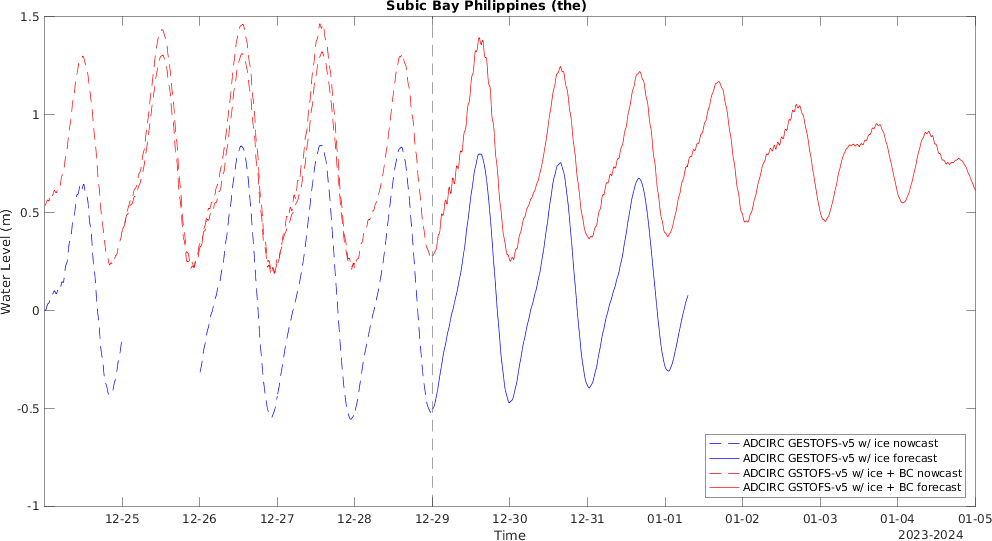 Subic Bay Philippines (the)
1.5
1
0.5
0
-0.5
-1
Water Level (m)
ADCIRC GESTOFS-v5 w/ ice nowcast
ADCIRC GESTOFS-v5 w/ ice forecast
ADCIRC GSTOFS-v5 w/ ice + BC nowcast
ADCIRC GSTOFS-v5 w/ ice + BC forecast
12-25 12-26 12-27 12-28 12-29 12-30 12-31 01-01 01-02 01-03 01-04 01-05
Time
2023-2024